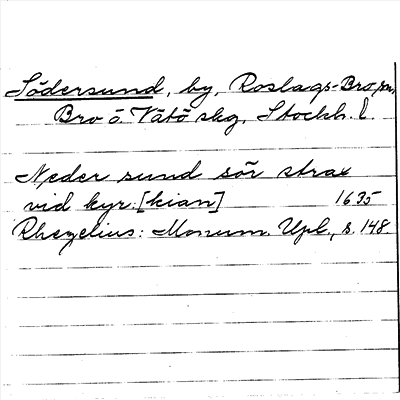 Södersund, by, Roslags-Bro sn,
Bro o. Vätö skg, Stockh. l.
Neder sund sör strax
vid kyr: [kian] 1635
Rhezelius: Monum. Upl., s. 148